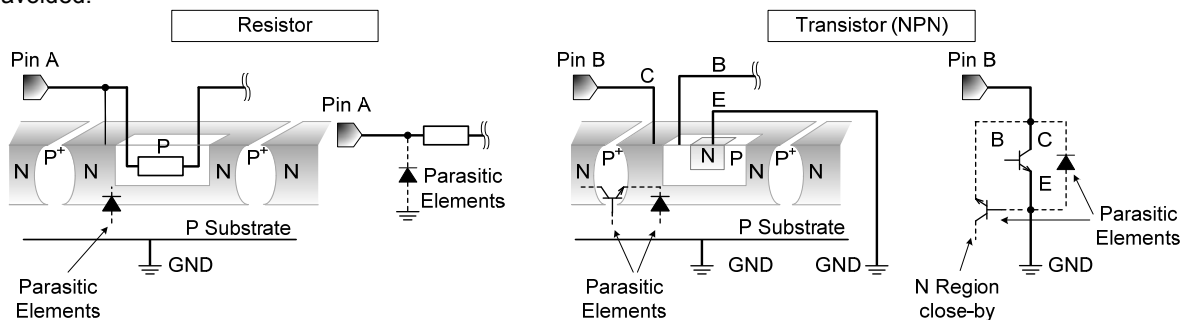 avoided.
Resistor
Transistor (NPN)
Pin A
Pin A
N P+ N P N P+ N
Parasitic
Elements
P Substrate
GND
Parasitic
Elements
Pin B
C
B
E
N P+ N N P N P+ N
P Substrate
GND
GND
Parasitic
Elements
Pin B
B
C
E
Parasitic
Elements
GND
N Region
close-by